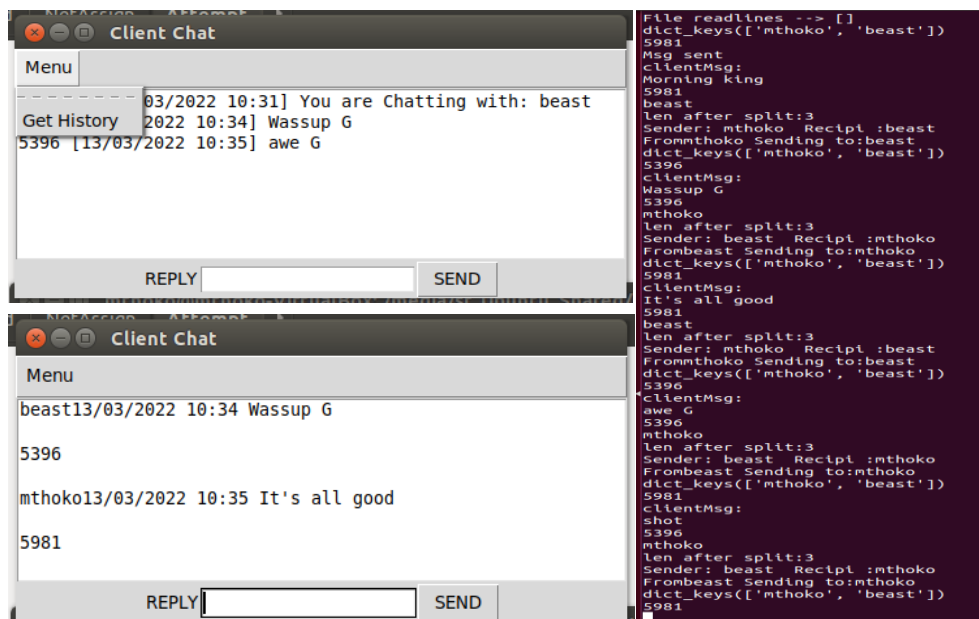 Client Chat
Menu
03/2022 10:31] You are Chatting with: beast
Get History
2022 10:34] Wassup G
5396 [13/03/2022 10:35] awe G
REPLY
SEND
NetAssign Attempt
Client Chat
Menu
beast13/03/2022 10:34 Wassup G
5396
mthoko13/03/2022 10:35 It's all good
5981
REPLY
SEND
File readlines --> []
dict_keys(['mthoko', 'beast'])
5981
Msg sent
clientMsg:
Morning king
5981
beast
len after split:3
Sender: mthoko  Recipi :beast
Frommthoko Sending to:beast
dict_keys(['mthoko', 'beast'])
5396
clientMsg:
Wassup G
5396
mthoko
len after split:3
Sender: beast  Recipi :mthoko
Frombeast Sending to:mthoko
dict_keys(['mthoko', 'beast'])
5981
clientMsg:
It's all good
5981
beast
len after split:3
Sender: mthoko  Recipi :beast
Frommthoko Sending to:beast
dict_keys(['mthoko', 'beast'])
5396
clientMsg:
awe G
5396
mthoko
len after split:3
Sender: beast  Recipi :mthoko
Frombeast Sending to:mthoko
dict_keys(['mthoko', 'beast'])
5981
clientMsg:
shot
5396
mthoko
len after split:3
Sender: beast  Recipi :mthoko
Frombeast Sending to:mthoko
dict_keys(['mthoko', 'beast'])
5981